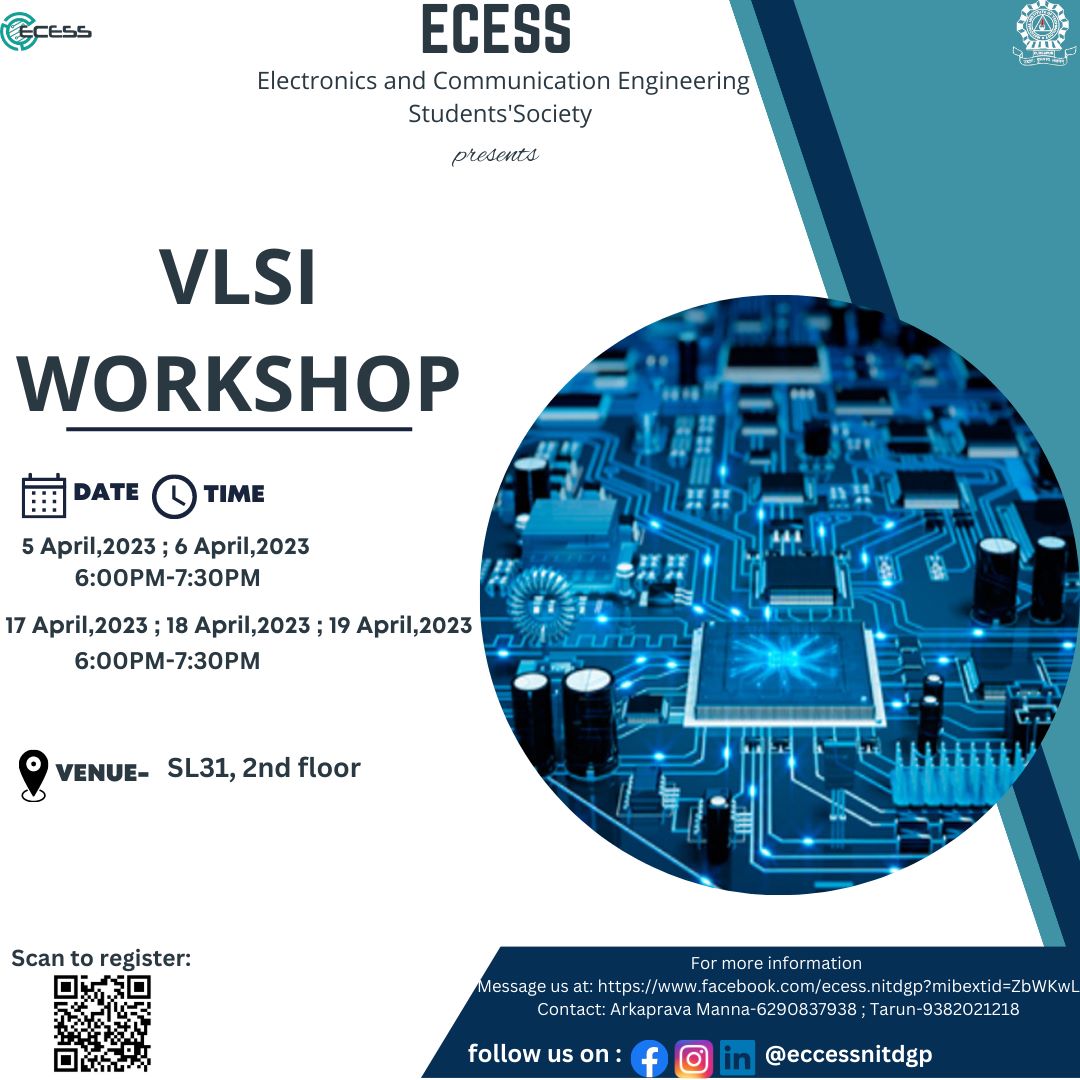 ECESS
ECESS
Electronics and Communication Engineering
Students'Society
presents
VLSI
WORKSHOP
DATE TIME
5 April,2023 ; 6 April,2023
6:00PM-7:30PM
17 April,2023 ; 18 April,2023 ; 19 April,2023
6:00PM-7:30PM
VENUE- SL31, 2nd floor
Scan to register:
For more information
Message us at: https://www.facebook.com/ecess.nitdgp?mibextid=ZbWKwL
Contact: Arkaprava Manna-6290837938 ; Tarun-9382021218
follow us on : @eccessnitdgp